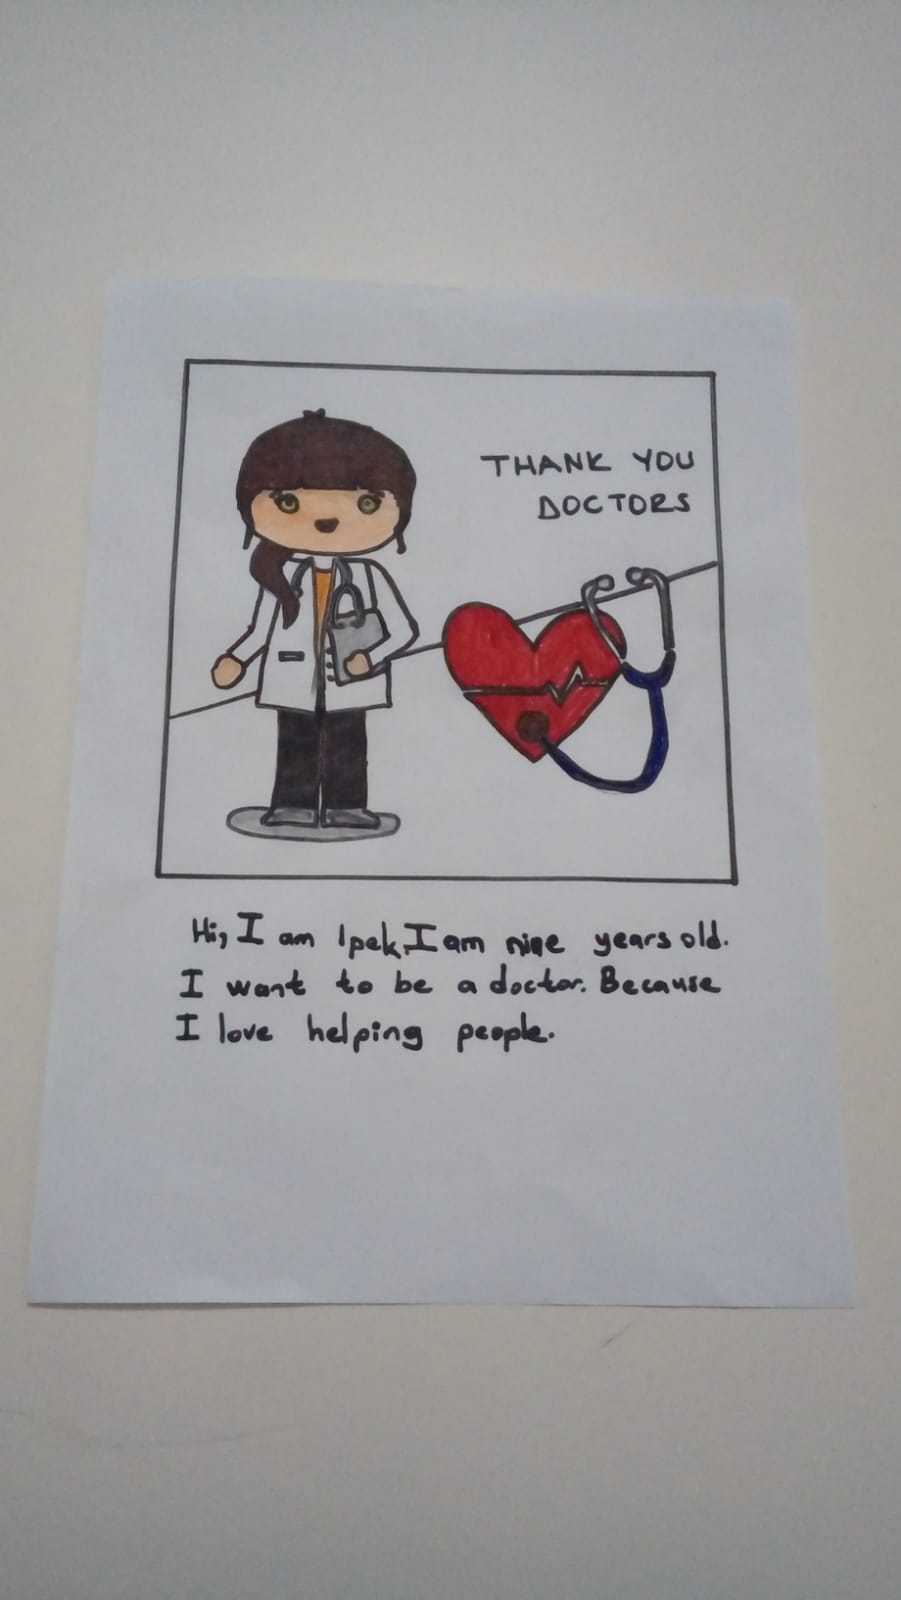 THANK YOU
DOCTORS
Hi, I am Ipek. I am nine years old.
I want to be a doctor. Because
I love helping people.